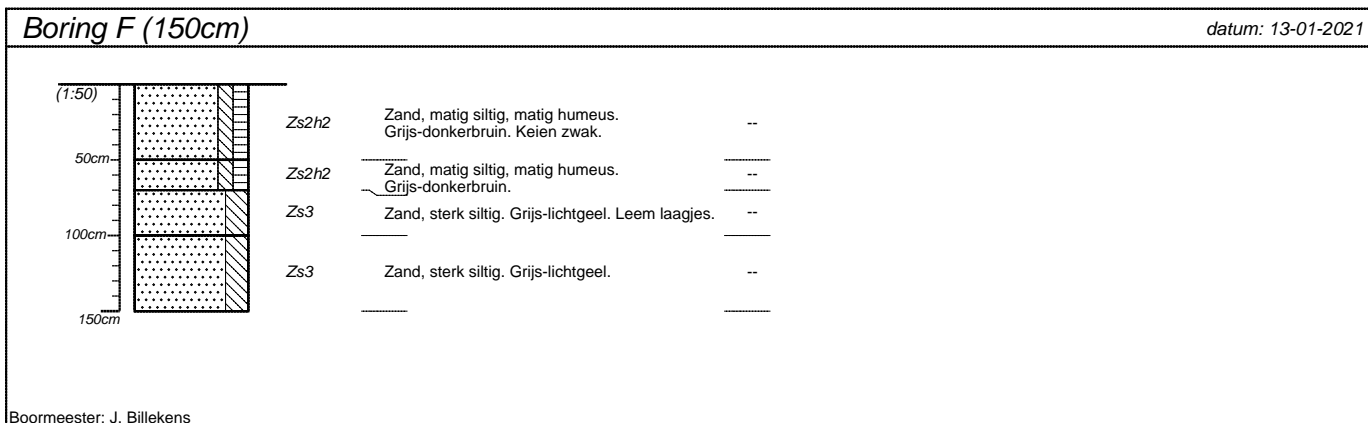 Boring F (150cm)
datum: 13-01-2021
(1:50)
Zs2h2
Zand, matig siltig, matig humeus.
Grijs-donkerbruin. Keien zwak.
--
50cm
Zs2h2
Zand, matig siltig, matig humeus.
Grijs-donkerbruin.
--
Zs3
Zand, sterk siltig. Grijs-lichtgeel. Leem laagjes.
--
100cm
Zs3
Zand, sterk siltig. Grijs-lichtgeel.
--
150cm
Boormeester: J. Billekens